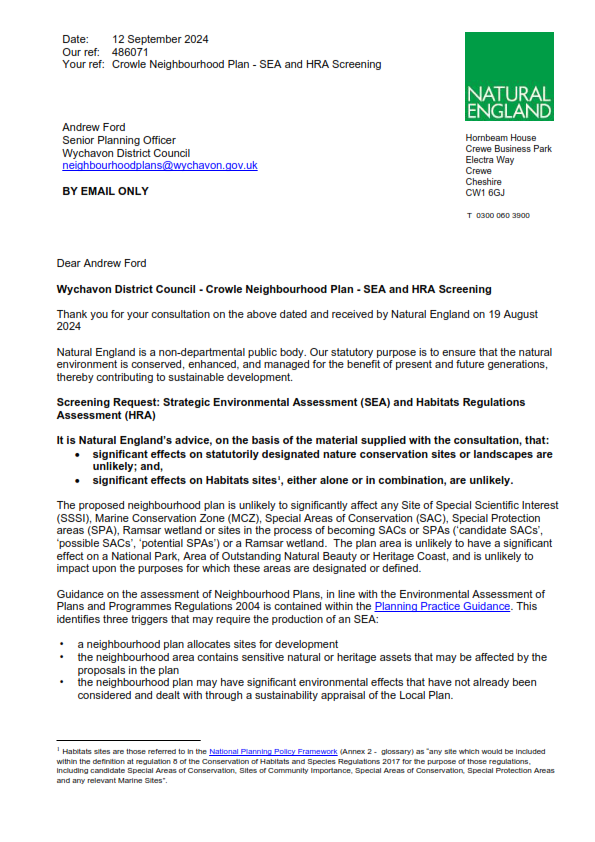 Date: 12 September 2024
Our ref: 486071
Your ref: Crowle Neighbourhood Plan - SEA and HRA Screening
NATURAL
ENGLAND
Andrew Ford
Senior Planning Officer
Wychavon District Council
neighbourhoodplans@wychavon.gov.uk
BY EMAIL ONLY
Hornbeam House
Crewe Business Park
Electra Way
Crewe
Cheshire
CW1 6GJ
T 0300 060 3900
Dear Andrew Ford
Wychavon District Council - Crowle Neighbourhood Plan - SEA and HRA Screening
Thank you for your consultation on the above dated and received by Natural England on 19 August
2024
Natural England is a non-departmental public body. Our statutory purpose is to ensure that the natural
environment is conserved, enhanced, and managed for the benefit of present and future generations,
thereby contributing to sustainable development.
Screening Request: Strategic Environmental Assessment (SEA) and Habitats Regulations
Assessment (HRA)
It is Natural England's advice, on the basis of the material supplied with the consultation, that:
• significant effects on statutorily designated nature conservation sites or landscapes are
unlikely; and,
• significant effects on Habitats sites¹, either alone or in combination, are unlikely.
The proposed neighbourhood plan is unlikely to significantly affect any Site of Special Scientific Interest
(SSSI), Marine Conservation Zone (MCZ), Special Areas of Conservation (SAC), Special Protection
areas (SPA), Ramsar wetland or sites in the process of becoming SACs or SPAs ('candidate SACs',
'possible SACs', 'potential SPAs') or a Ramsar wetland. The plan area is unlikely to have a significant
effect on a National Park, Area of Outstanding Natural Beauty or Heritage Coast, and is unlikely to
impact upon the purposes for which these areas are designated or defined.
Guidance on the assessment of Neighbourhood Plans, in line with the Environmental Assessment of
Plans and Programmes Regulations 2004 is contained within the Planning Practice Guidance. This
identifies three triggers that may require the production of an SEA:
• a neighbourhood plan allocates sites for development
• the neighbourhood area contains sensitive natural or heritage assets that may be affected by the
proposals in the plan
• the neighbourhood plan may have significant environmental effects that have not already been
considered and dealt with through a sustainability appraisal of the Local Plan.
¹ Habitats sites are those referred to in the National Planning Policy Framework (Annex 2 - glossary) as "any site which would be included
within the definition at regulation 8 of the Conservation of Habitats and Species Regulations 2017 for the purpose of those regulations,
including candidate Special Areas of Conservation, Sites of Community Importance, Special Areas of Conservation, Special Protection Areas
and any relevant Marine Sites".